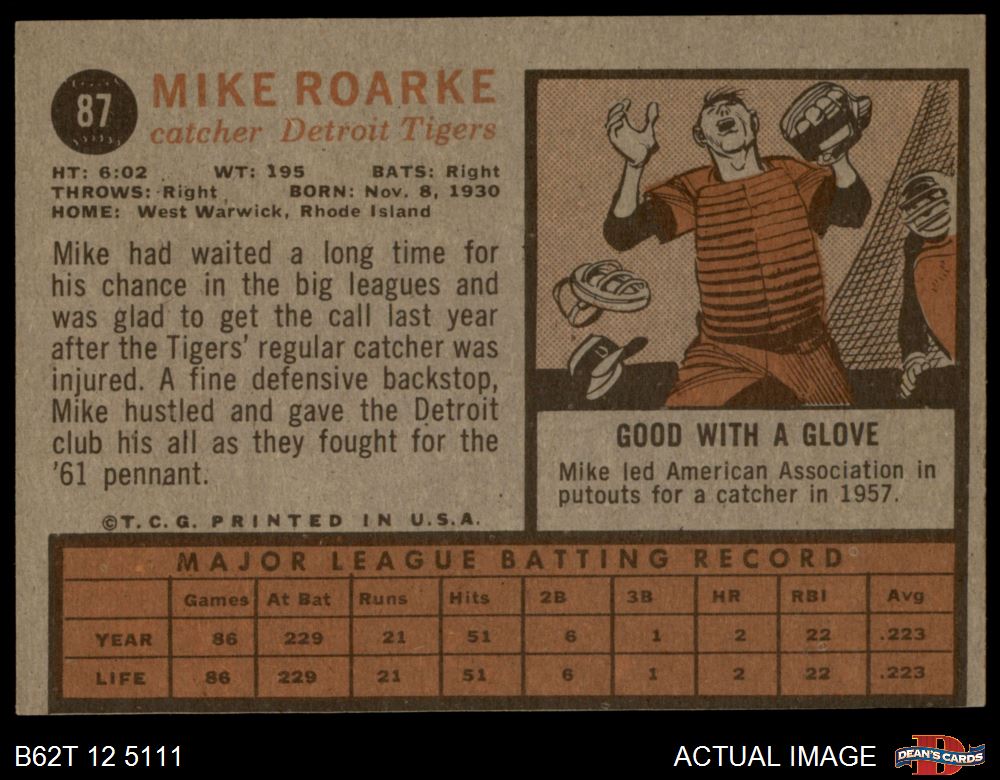 87
MIKE ROARKE
catcher Detroit Tigers
HT: 6:02 WT: 195 BATS: Right
THROWS: Right BORN: Nov. 8, 1930
HOME: West Warwick, Rhode Island
Mike had waited a long time for
his chance in the big leagues and
was glad to get the call last year
after the Tigers' regular catcher was
injured. A fine defensive backstop,
Mike hustled and gave the Detroit
club his all as they fought for the
'61 pennant.
©T. C. G. PRINTED IN U.S.A.
GOOD WITH A GLOVE
Mike led American Association in
putouts for a catcher in 1957.
MAJOR LEAGUE BATTING RECORD
Games At Bat Runs Hits 2B 3B HR RBI Avg
YEAR 86 229 21 51 6 1 2 22 .223
LIFE 86 229 21 51 6 1 2 22 .223
B62T 12 5111
ACTUAL IMAGE
D
DEAN'S CARDS